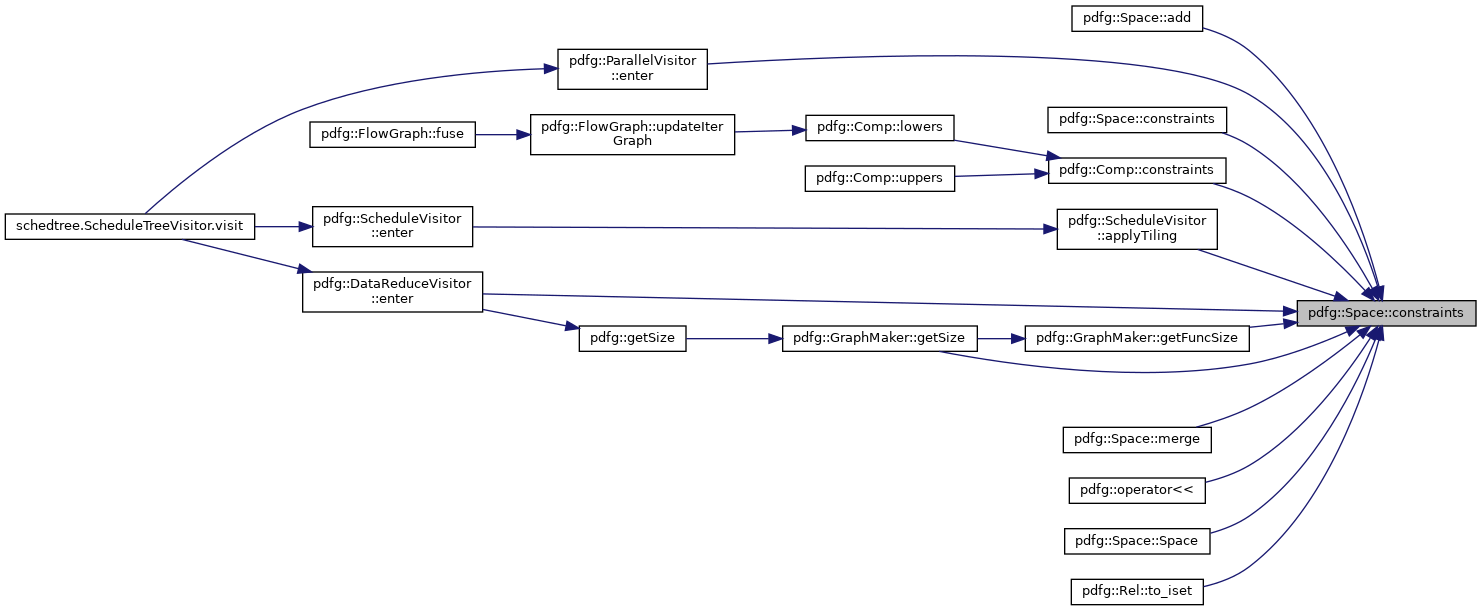 pdfg::Space::add
pdfg::ParallelVisitor
::enter
pdfg::Space::constraints
pdfg::FlowGraph::fuse
pdfg::FlowGraph::updateIter
Graph
pdfg::Comp::lowers
pdfg::Comp::constraints
pdfg::Comp::uppers
schedtree.ScheduleTreeVisitor.visit
pdfg::ScheduleVisitor
::enter
pdfg::ScheduleVisitor
::applyTiling
pdfg::DataReduceVisitor
::enter
pdfg::Space::constraints
pdfg::getSize
pdfg::GraphMaker::getSize
pdfg::GraphMaker::getFuncSize
pdfg::Space::merge
pdfg::operator<<
pdfg::Space::Space
pdfg::Rel::to_iset